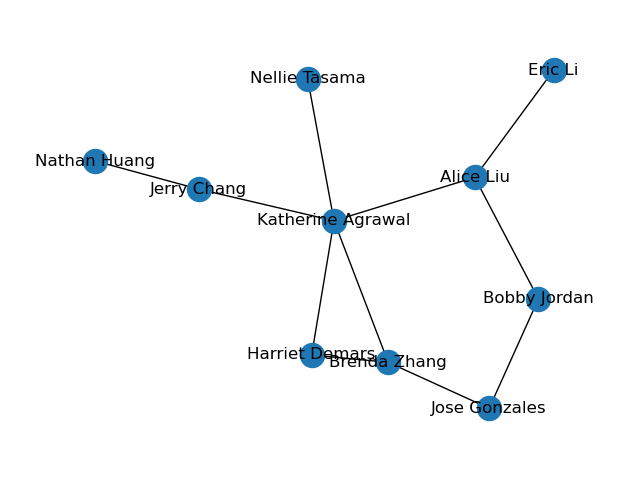 Eric Li
Nellie Tasama
Nathan Huang
Alice Liu
Jerry Chang
Katherine Agrawal
Bobby Jordan
Harriet Demars
Brenda Zhang
Jose Gonzales